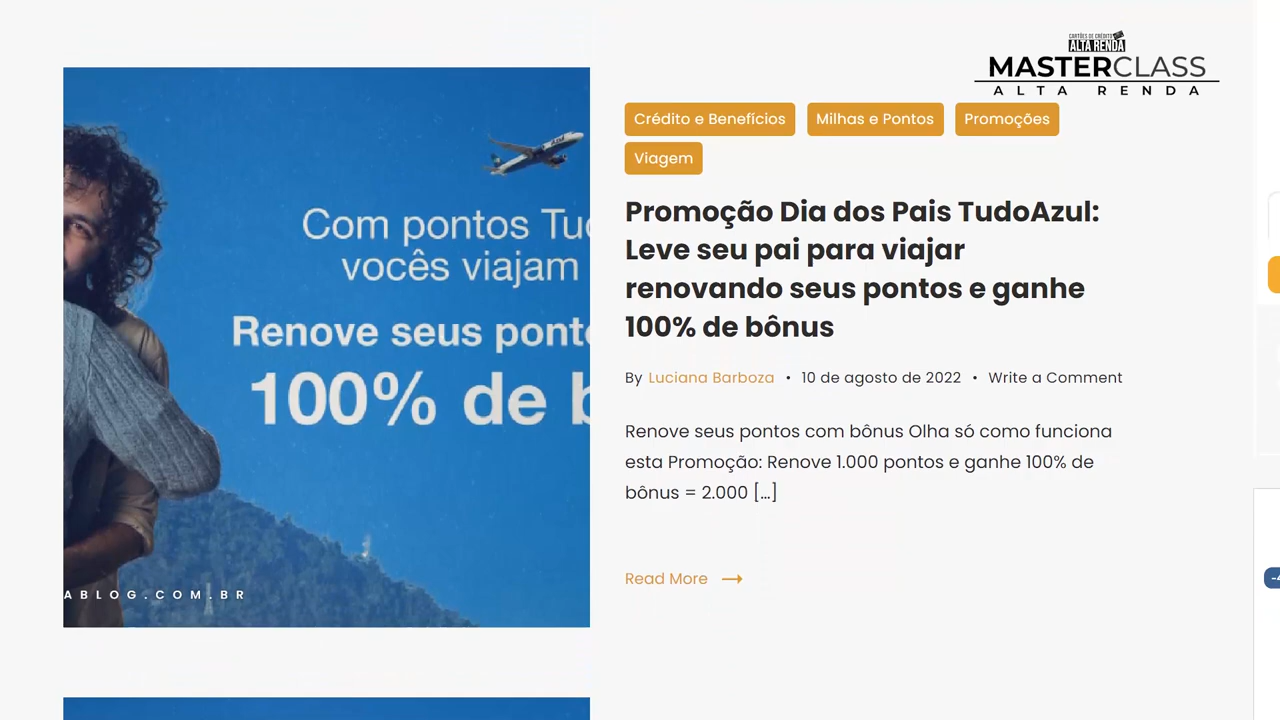 CARTÕES DE CRÉDITO
ALTA RENDA
MASTERCLASS
ALTA RENDA
Com pontos
vocês viajam
Renove seus
100% de
ABLOG.COM.BR
Azul
Crédito e Benefícios
Milhas e Pontos
Promoções
Viagem
Promoção Dia dos Pais TudoAzul:
Leve seu pai para viajar
renovando seus pontos e ganhe
100% de bônus
By Luciana Barboza • 10 de agosto de 2022 • Write a Comment
Renove seus pontos com bônus Olha só como funciona
esta Promoção: Renove 1.000 pontos e ganhe 100% de
bônus = 2.000 [...]
Read More